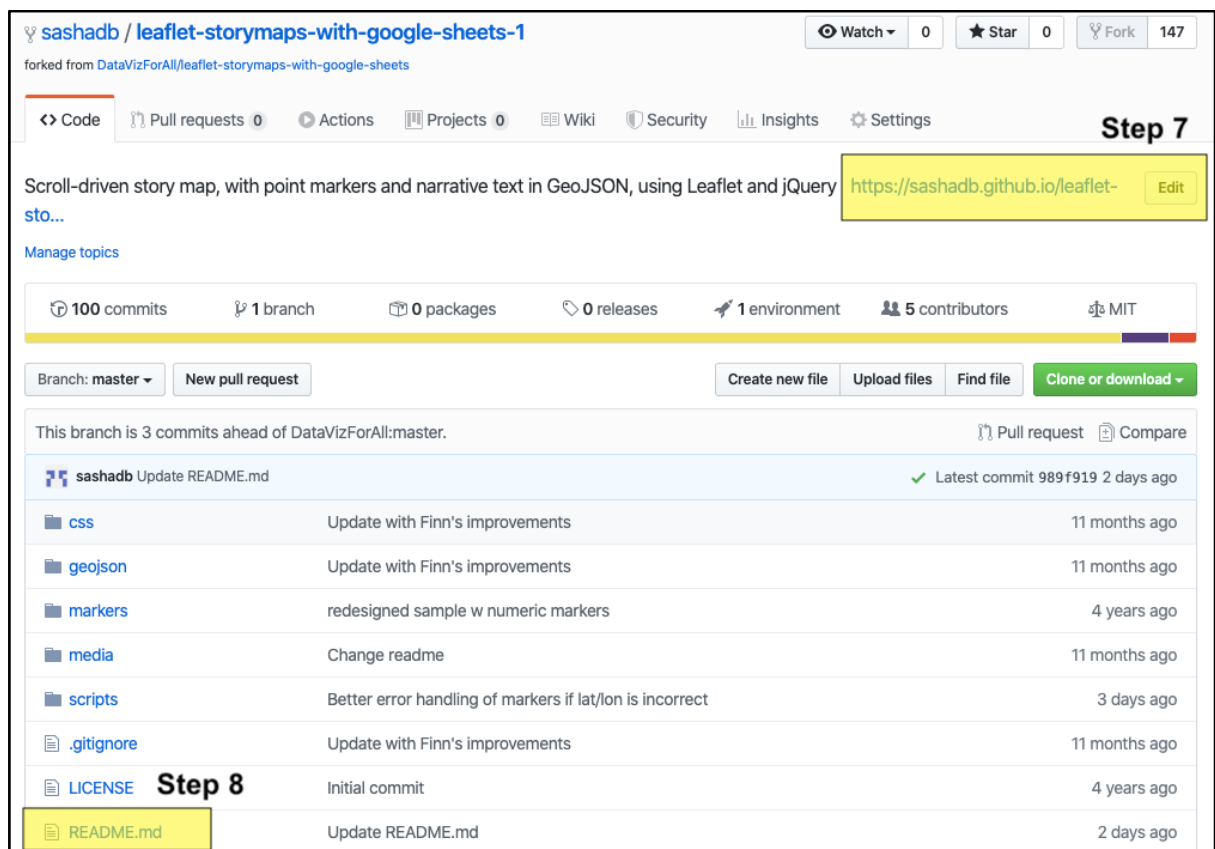 sashadb / leaflet-storymaps-with-google-sheets-1 Watch 0 Star 0 Fork 147
forked from DataVizForAll/leaflet-storymaps-with-google-sheets
Code Pull requests 0 Actions Projects 0 Wiki Security Insights Settings
Step 7
Scroll-driven story map, with point markers and narrative text in GeoJSON, using Leaflet and jQuery https://sashadb.github.io/leaflet- Edit
sto...
Manage topics
100 commits 1 branch 0 packages 0 releases 1 environment 5 contributors MIT
Branch: master New pull request Create new file Upload files Find file Clone or download
This branch is 3 commits ahead of DataVizForAll:master. Pull request Compare
sashadb Update README.md Latest commit 989f919 2 days ago
css Update with Finn's improvements 11 months ago
geojson Update with Finn's improvements 11 months ago
markers redesigned sample w numeric markers 4 years ago
media Change readme 11 months ago
scripts Better error handling of markers if lat/lon is incorrect 3 days ago
.gitignore Update with Finn's improvements 11 months ago
LICENSE Step 8 Initial commit 4 years ago
README.md Update README.md 2 days ago